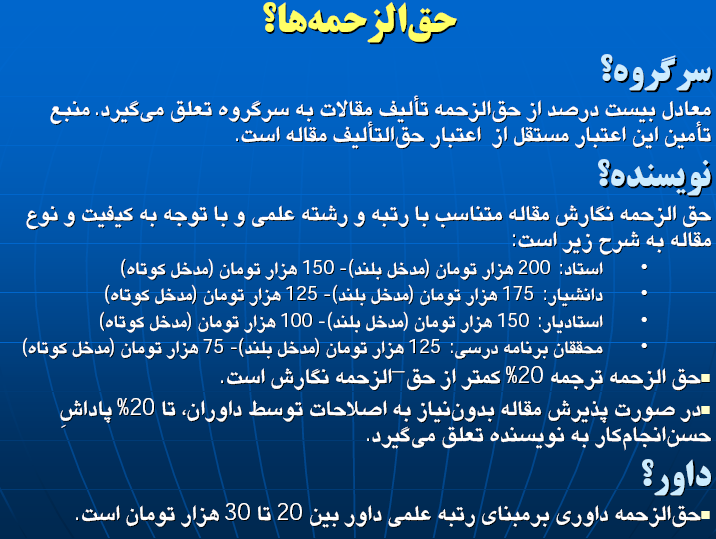 حق‌الزحمه‌ها؟
سرگروه؟
معادل بیست درصد از حق‌الزحمه تألیف مقالات به سرگروه تعلق می‌گیرد. منبع
تأمین این اعتبار مستقل از اعتبار حق‌التألیف مقاله است.
نویسنده؟
حق الزحمه نگارش مقاله متناسب با رتبه و رشته علمی و با توجه به کیفیت و نوع
مقاله به شرح زیر است:
• استاد: 200 هزار تومان (مدخل بلند)- 150 هزار تومان (مدخل کوتاه)
• دانشیار: 175 هزار تومان (مدخل بلند)- 125 هزار تومان (مدخل کوتاه)
• استادیار: 150 هزار تومان (مدخل بلند)- 100 هزار تومان (مدخل کوتاه)
• محققان برنامه درسی: 125 هزار تومان (مدخل بلند)- 75 هزار تومان (مدخل کوتاه)
▪حق الزحمه ترجمه 20% کمتر از حق–الزحمه نگارش است.
▪در صورت پذیرش مقاله بدون‌نیاز به اصلاحات توسط داوران، تا 20% پاداشِ
حسن‌انجام‌کار به نویسنده تعلق می‌گیرد.
داور؟
▪حق‌الزحمه داوری برمبنای رتبه علمی داور بین 20 تا 30 هزار تومان است.